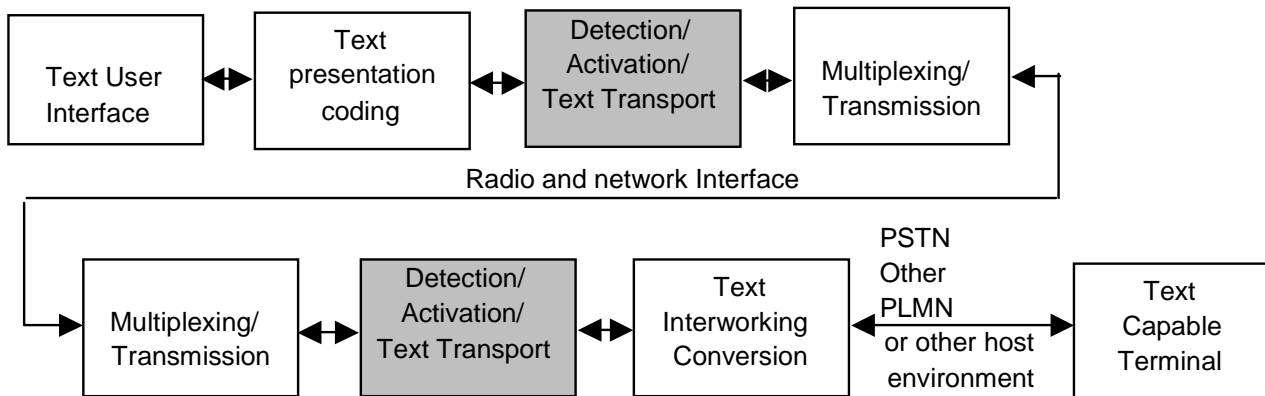 Text User
Interface
Text
presentation
coding
Detection/
Activation/
Text Transport
Multiplexing/
Transmission
Radio and network Interface
Multiplexing/
Transmission
Detection/
Activation/
Text Transport
Text
Interworking
Conversion
PSTN
Other
PLMN
or other host
environment
Text
Capable
Terminal